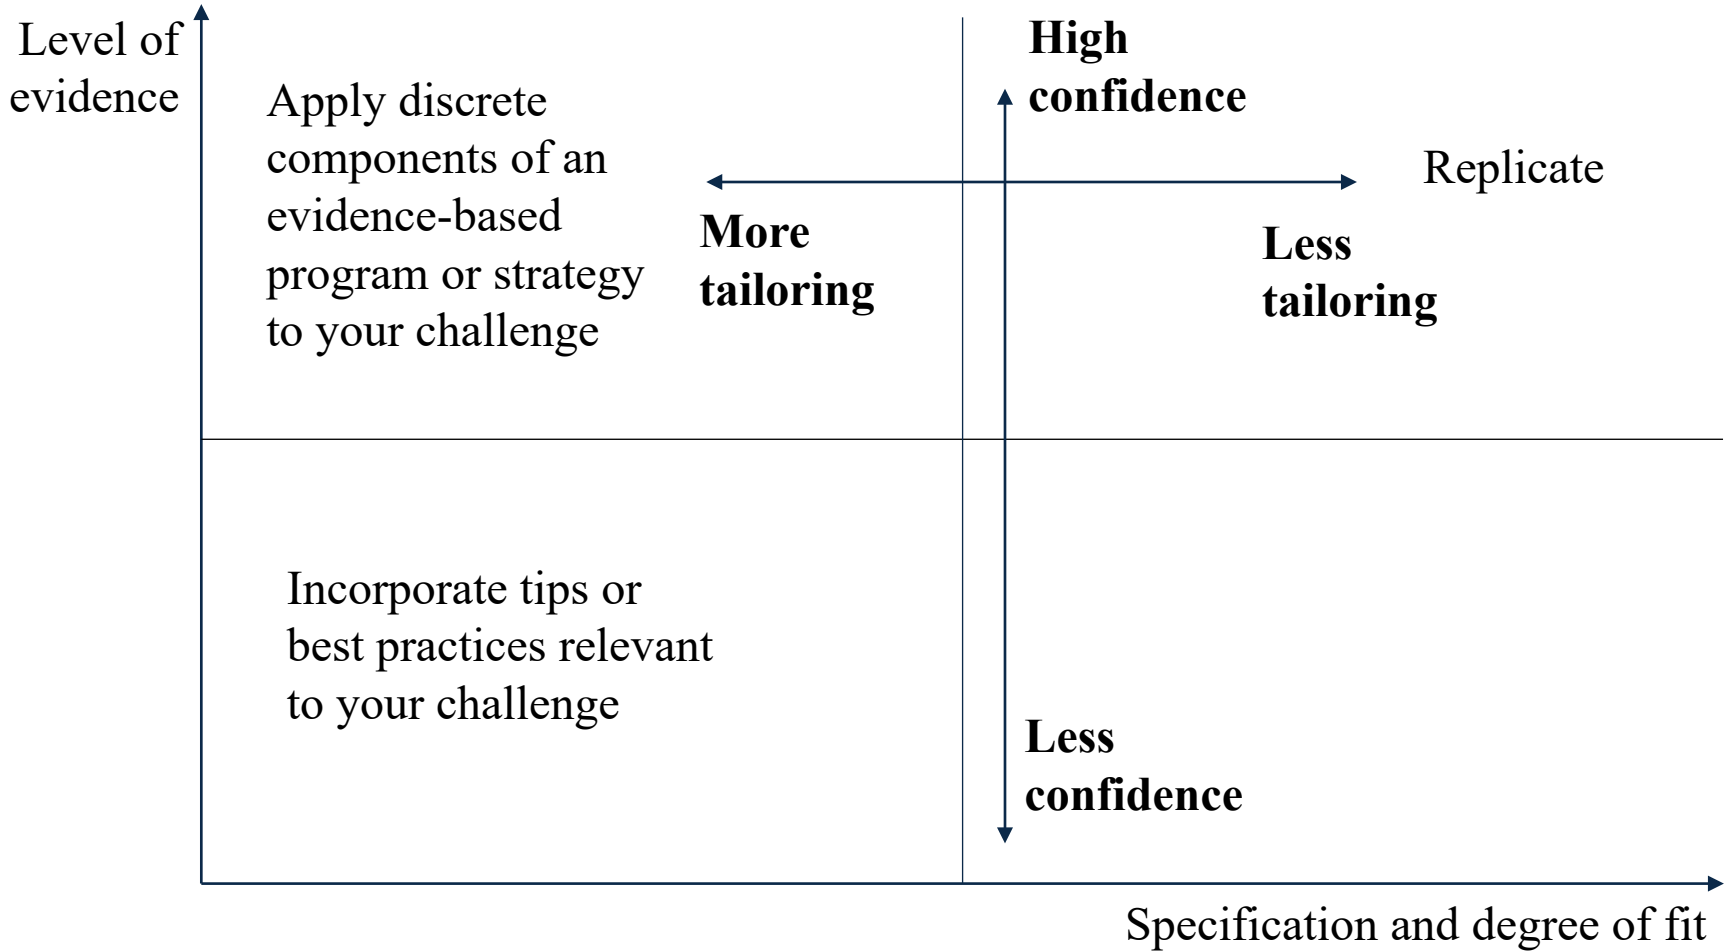 Level of
evidence
Apply discrete
components of an
evidence-based
program or strategy
to your challenge
More
tailoring
High
confidence
Replicate
Less
tailoring
Incorporate tips or
best practices relevant
to your challenge
Less
confidence
Specification and degree of fit